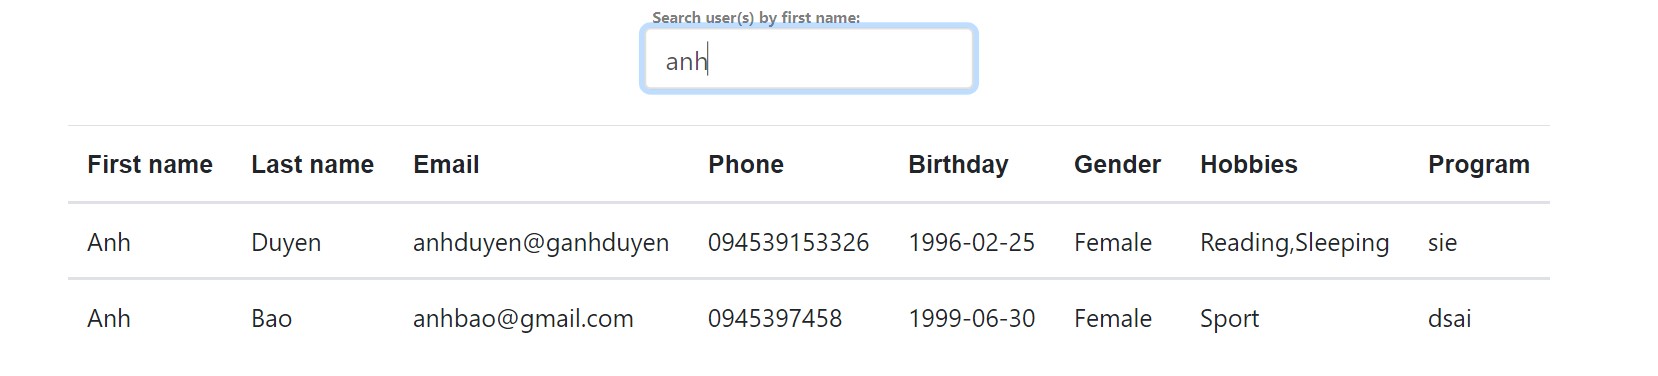 Search user(s) by first name:
anh
First name Last name Email Phone Birthday Gender Hobbies Program
Anh Duyen anhduyen@ganhduyen 094539153326 1996-02-25 Female Reading,Sleeping sie
Anh Bao anhbao@gmail.com 0945397458 1999-06-30 Female Sport dsai